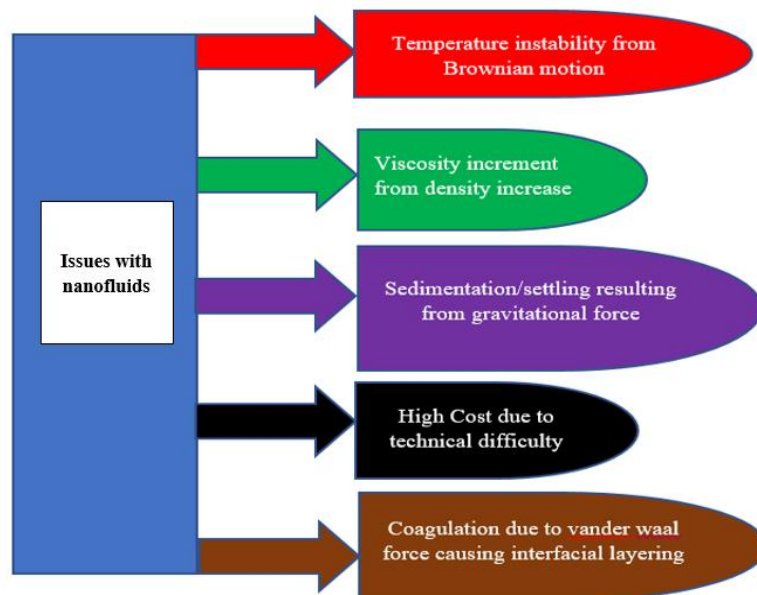 Issues with
nanofluids
Temperature instability from
Brownian motion
Viscosity increment
from density increase
Sedimentation/settling resulting
from gravitational force
High Cost due to
technical difficulty
Coagulation due to vander waal
force causing interfacial layering